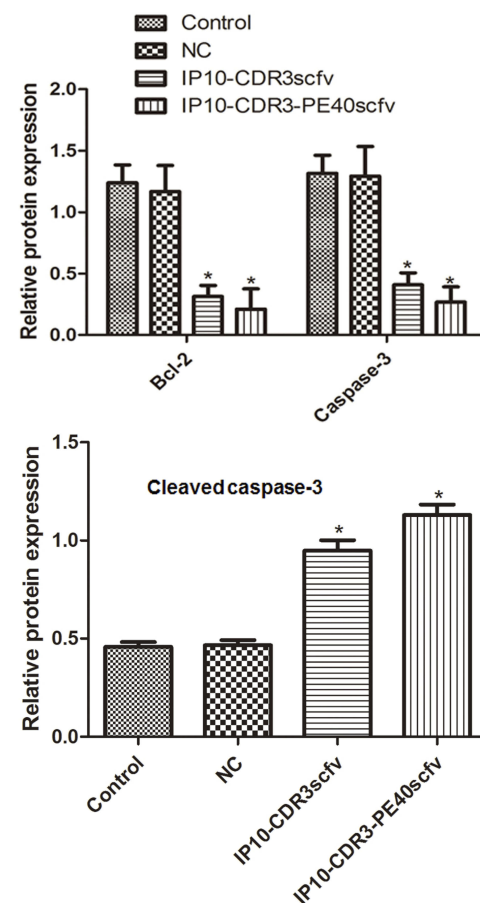 Control
NC
IP10-CDR3scfv
IP10-CDR3-PE40scfv
Relative protein expression
2.0
1.5
1.0
0.5
0.0
* * * *
Bcl-2
Caspase-3
Relative protein expression
1.5
1.0
0.5
0.0
Cleaved caspase-3
* *
Control
NC
IP10-CDR3scfv
IP10-CDR3-PE40scfv